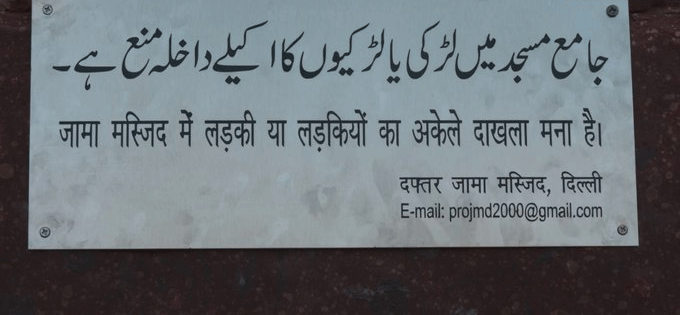 جامع مسجد میں لڑکی یا لڑکیوں کا اکیلے داخلہ منع ہے۔
जामा मस्जिद में लड़की या लड़कियों का अकेले दाखला मना है।
दफ्तर जामा मस्जिद, दिल्ली
E-mail: projmd2000@gmail.com